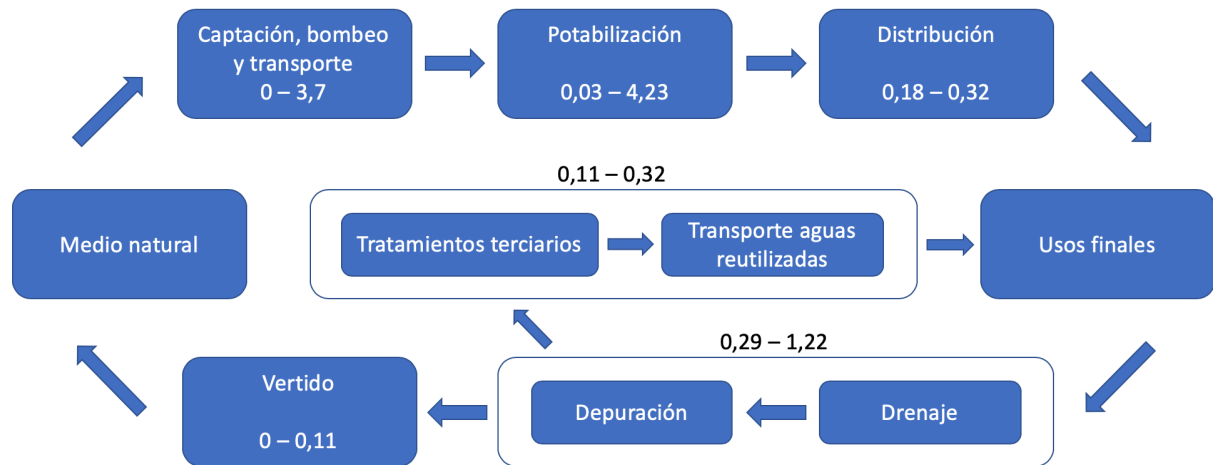 Captación, bombeo
y transporte
0 – 3,7
Potabilización
0,03 – 4,23
Distribución
0,18 – 0,32
0,11 – 0,32
Medio natural
Tratamientos terciarios
Transporte aguas
reutilizadas
Usos finales
0,29 – 1,22
Vertido
0 – 0,11
Depuración
Drenaje